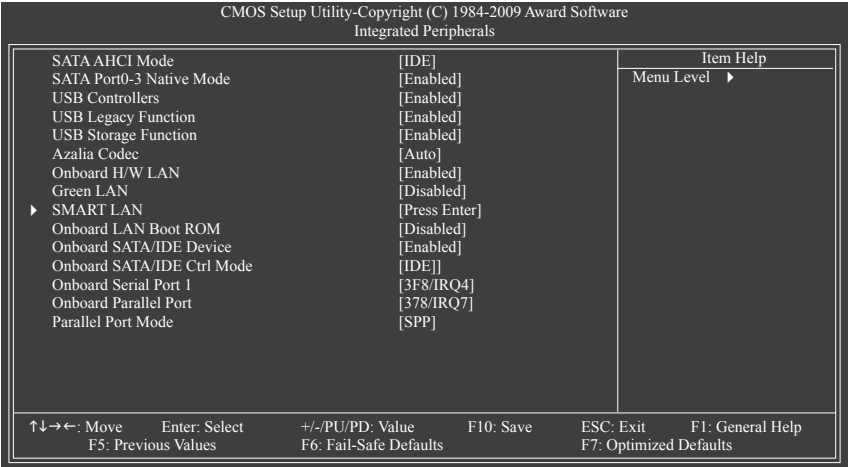 CMOS Setup Utility-Copyright (C) 1984-2009 Award Software
Integrated Peripherals
SATA AHCI Mode [IDE]
SATA Port0-3 Native Mode [Enabled]
USB Controllers [Enabled]
USB Legacy Function [Enabled]
USB Storage Function [Enabled]
Azalia Codec [Auto]
Onboard H/W LAN [Enabled]
Green LAN [Disabled]
SMART LAN [Press Enter]
Onboard LAN Boot ROM [Disabled]
Onboard SATA/IDE Device [Enabled]
Onboard SATA/IDE Ctrl Mode [IDE]]
Onboard Serial Port 1 [3F8/IRQ4]
Onboard Parallel Port [378/IRQ7]
Parallel Port Mode [SPP]
Item Help
Menu Level
↑↓→←: Move Enter: Select +/-/PU/PD: Value F10: Save ESC: Exit F1: General Help
F5: Previous Values F6: Fail-Safe Defaults F7: Optimized Defaults